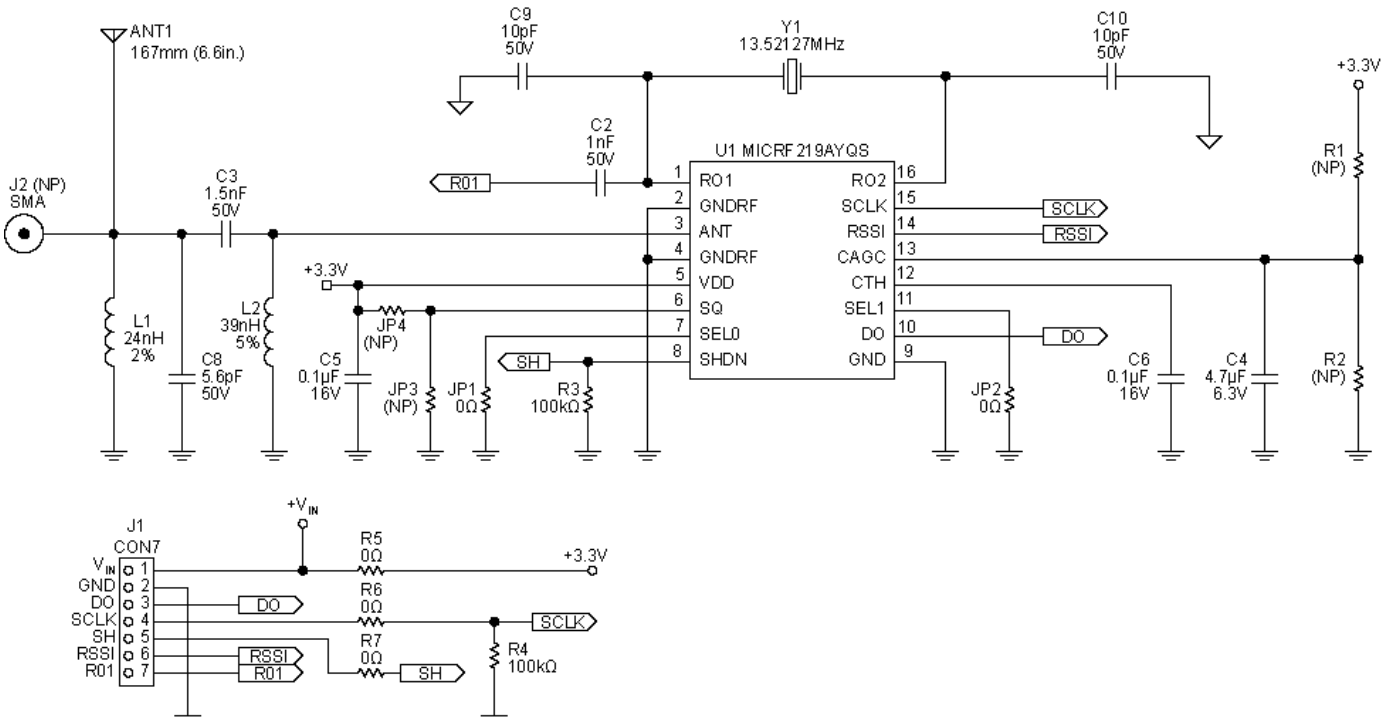 ANT1
167mm (6.6in.)
C9
10pF
50V
Y1
13.52127MHz
C10
10pF
50V
+3.3V
J2 (NP)
SMA
C3
1.5nF
50V
C2
1nF
50V
R01
U1 MICRF219AYQS
1 RO1
2 GNDRF
3 ANT
4 GNDRF
5 VDD
6 SQ
7 SEL0
8 SHDN
RO2 16
SCLK 15
RSSI 14
CAGC 13
CTH 12
SEL1 11
DO 10
GND 9
SCLK
RSSI
DO
R1
(NP)
R2
(NP)
+3.3V
L1
24nH
2%
C8
5.6pF
50V
L2
39nH
5%
C5
0.1µF
16V
JP4
(NP)
JP3
(NP)
JP1
0Ω
SH
R3
100kΩ
JP2
0Ω
C6
0.1µF
16V
C4
4.7µF
6.3V
+VIN
J1
CON7
VIN 1
GND 2
DO 3
SCLK 4
SH 5
RSSI 6
R01 7
DO
RSSI
R01
R5
0Ω
R6
0Ω
R7
0Ω
+3.3V
SCLK
SH
R4
100kΩ